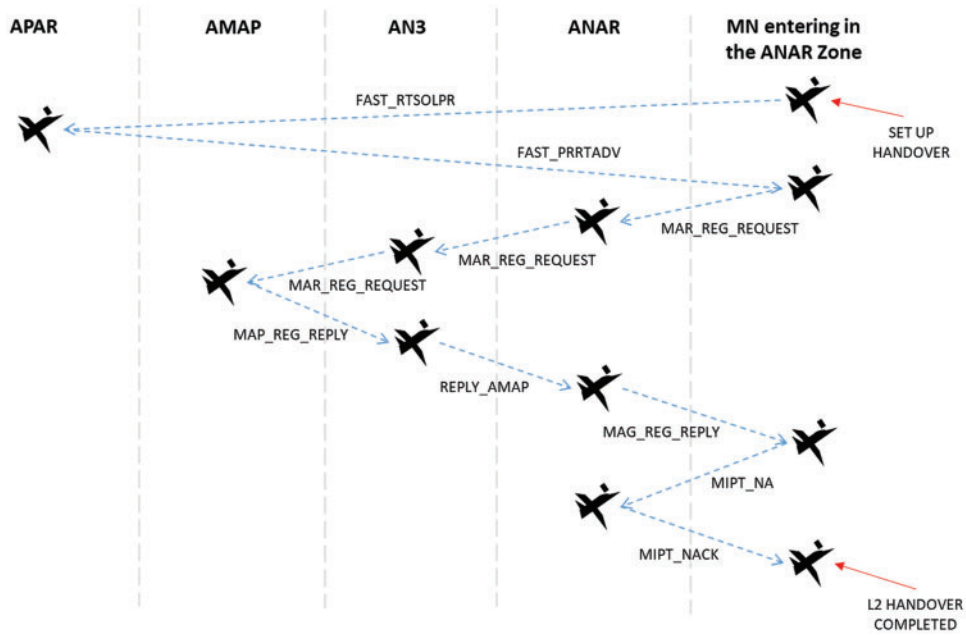 APAR
AMAP
AN3
ANAR
MN entering in
the ANAR Zone
FAST_RTSOLPR
SET UP
HANDOVER
FAST_PRRTADV
MAR_REG_REQUEST
MAR_REG_REQUEST
MAR_REG_REQUEST
MAP_REG_REPLY
REPLY_AMAP
MAG_REG_REPLY
MIPT_NA
MIPT_NACK
L2 HANDOVER
COMPLETED